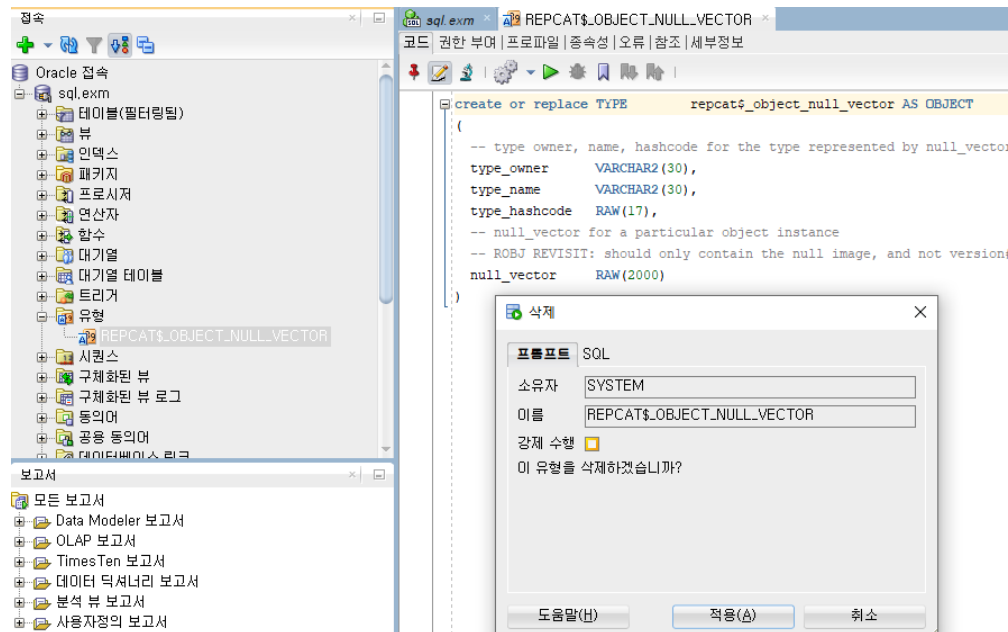 접속
Oracle 접속
sql.exm
테이블(필터링됨)
뷰
인덱스
패키지
프로시저
연산자
함수
대기열
대기열 테이블
트리거
유형
REPCAT$_OBJECT_NULL_VECTOR
시퀀스
구체화된 뷰
구체화된 뷰 로그
동의어
공용 동의어
데이터베이스 링크
보고서
모든 보고서
Data Modeler 보고서
OLAP 보고서
TimesTen 보고서
데이터 딕셔너리 보고서
분석 뷰 보고서
사용자정의 보고서
sql.exm REPCAT$_OBJECT_NULL_VECTOR
코드 권한 부여 프로파일 종속성 오류 참조 세부정보
create or replace TYPE repcat$_object_null_vector AS OBJECT
(
-- type owner, name, hashcode for the type represented by null_vector
type_owner VARCHAR2(30),
type_name VARCHAR2(30),
type_hashcode RAW(17),
-- null_vector for a particular object instance
-- ROBJ REVISIT: should only contain the null image, and not version#
null_vector RAW(2000)
)
삭제
프롬프트 SQL
소유자 SYSTEM
이름 REPCAT$_OBJECT_NULL_VECTOR
강제 수행
이 유형을 삭제하겠습니까?
도움말(H) 적용(A) 취소